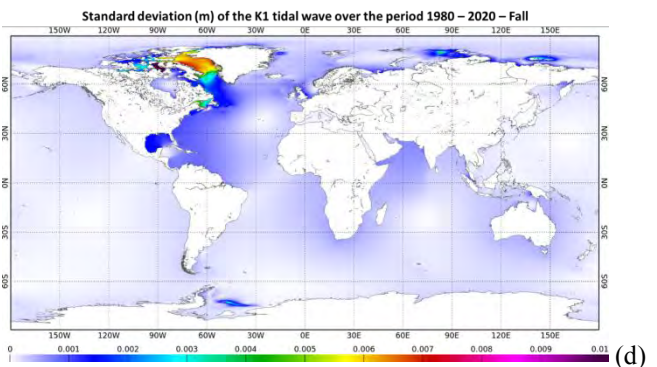 Standard deviation (m) of the K1 tidal wave over the period 1980 – 2020 – Fall
150W 120W 90W 60W 30W 0E 30E 60E 90E 120E 150E
60N 60N
30N 30N
0N 0N
30S 30S
60S 60S
150W 120W 90W 60W 30W 0E 30E 60E 90E 120E 150E
0 0.001 0.002 0.003 0.004 0.005 0.006 0.007 0.008 0.009 0.01
(d)